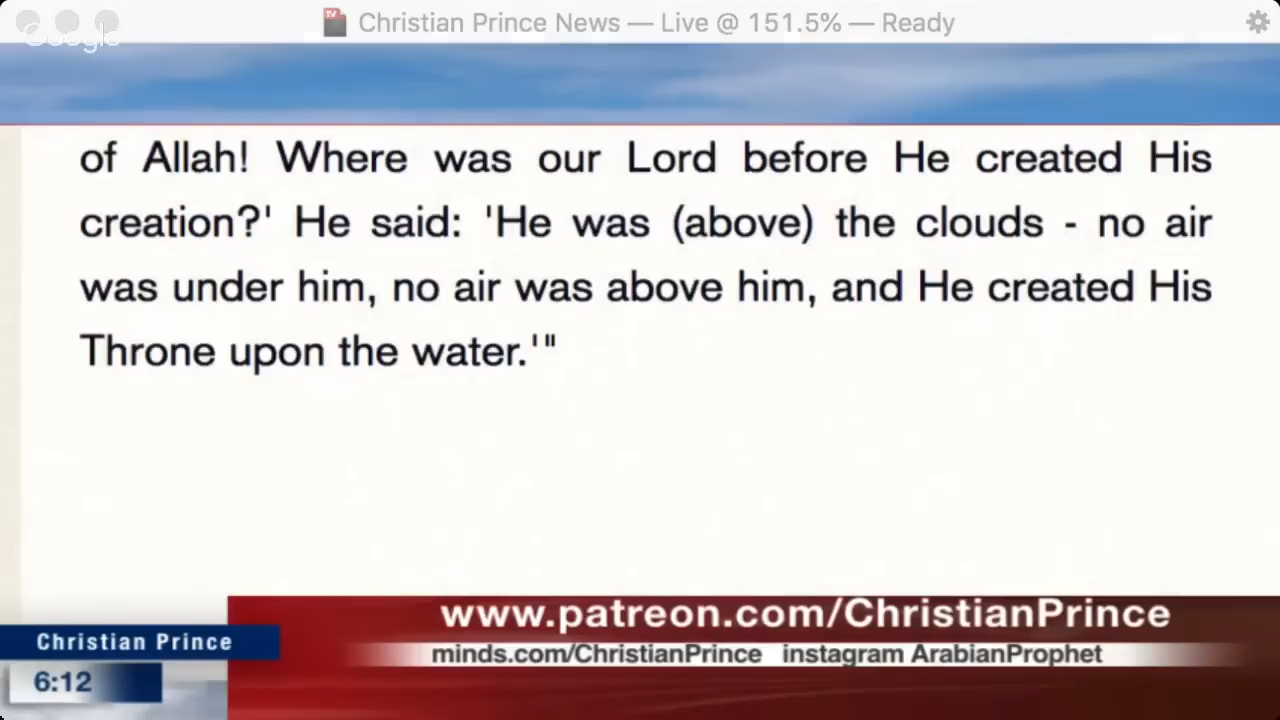 Christian Prince News — Live @ 151.5% — Ready
Google
of Allah! Where was our Lord before He created His
creation?' He said: 'He was (above) the clouds - no air
was under him, no air was above him, and He created His
Throne upon the water.'"
www.patreon.com/ChristianPrince
Christian Prince
minds.com/ChristianPrince instagram ArabianProphet
6:12